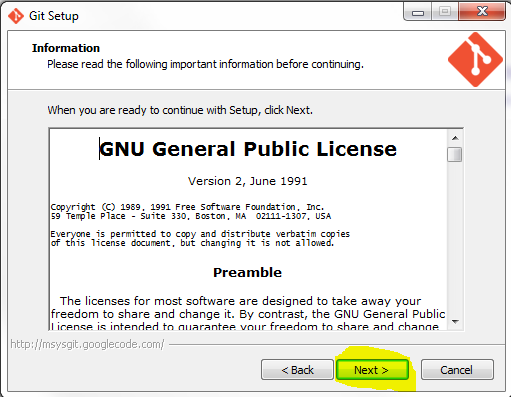 Git Setup
Information
Please read the following important information before continuing.
When you are ready to continue with Setup, click Next.
GNU General Public License
Version 2, June 1991
Copyright (C) 1989, 1991 Free Software Foundation, Inc.
59 Temple Place - Suite 330, Boston, MA  02111-1307, USA
Everyone is permitted to copy and distribute verbatim copies
of this license document, but changing it is not allowed.
Preamble
The licenses for most software are designed to take away your
freedom to share and change it. By contrast, the GNU General Public
License is intended to guarantee your freedom to share and change
http://msysgit.googlecode.com/
< Back
Next >
Cancel